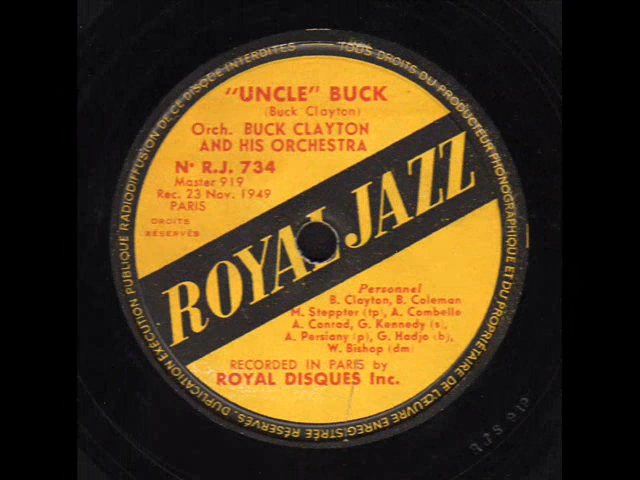 TOUS DROITS DU PRODUCTEUR PHONOGRAPHIQUE ET DU PROPRIÉTAIRE DE L'ŒUVRE ENREGISTRÉE RÉSERVÉS. DUPLICATION EXÉCUTION PUBLIQUE RADIODIFFUSION DE CE DISQUE INTERDITES
"UNCLE" BUCK
(Buck Clayton)
Orch. BUCK CLAYTON
AND HIS ORCHESTRA
Nº R.J. 734
Master 919
Rec. 23 Nov. 1949
PARIS
DROITS
RÉSERVÉS
ROYAL JAZZ
Personnel
B. Clayton, B. Coleman
M. Steppter (tp), A. Combelle
A. Conrad, G. Kennedy (s),
A. Persiany (p), G. Hadjo (b),
W. Bishop (dm)
RECORDED IN PARIS by
ROYAL DISQUES Inc.
RJS 919